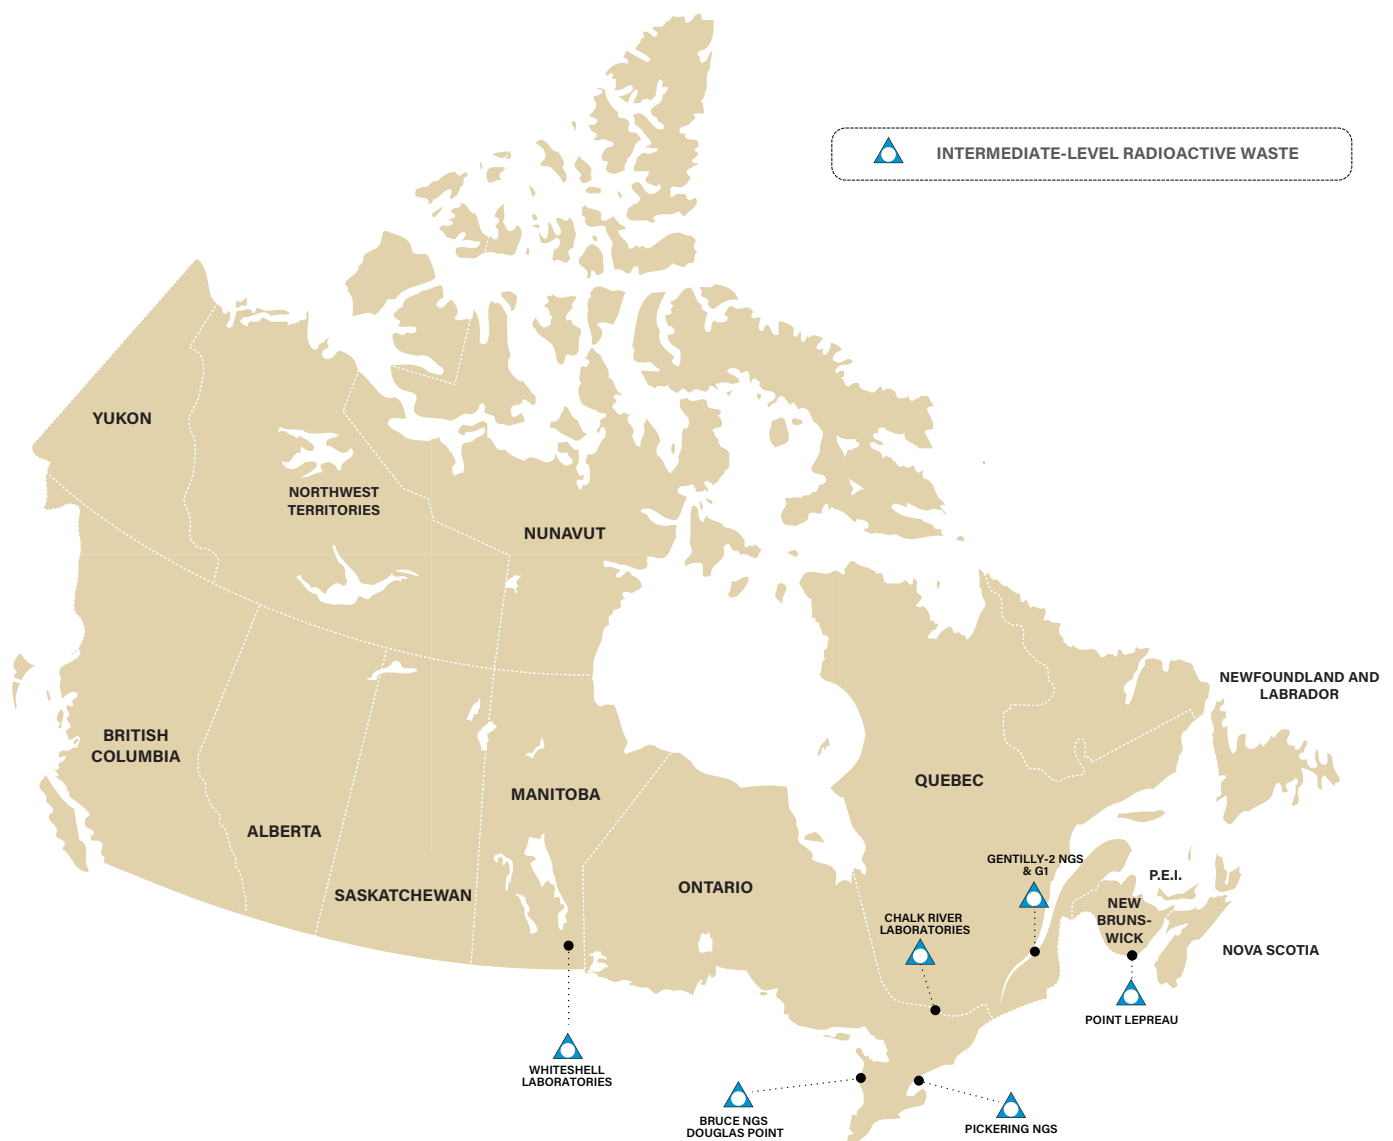 INTERMEDIATE-LEVEL RADIOACTIVE WASTE
YUKON
NORTHWEST
TERRITORIES
NUNAVUT
NEWFOUNDLAND AND
LABRADOR
BRITISH
COLUMBIA
QUEBEC
MANITOBA
ALBERTA
SASKATCHEWAN
ONTARIO
GENTILLY-2 NGS
& G1
P.E.I.
NEW
BRUNS-
WICK
CHALK RIVER
LABORATORIES
NOVA SCOTIA
POINT LEPREAU
WHITESHELL
LABORATORIES
BRUCE NGS
DOUGLAS POINT
PICKERING NGS